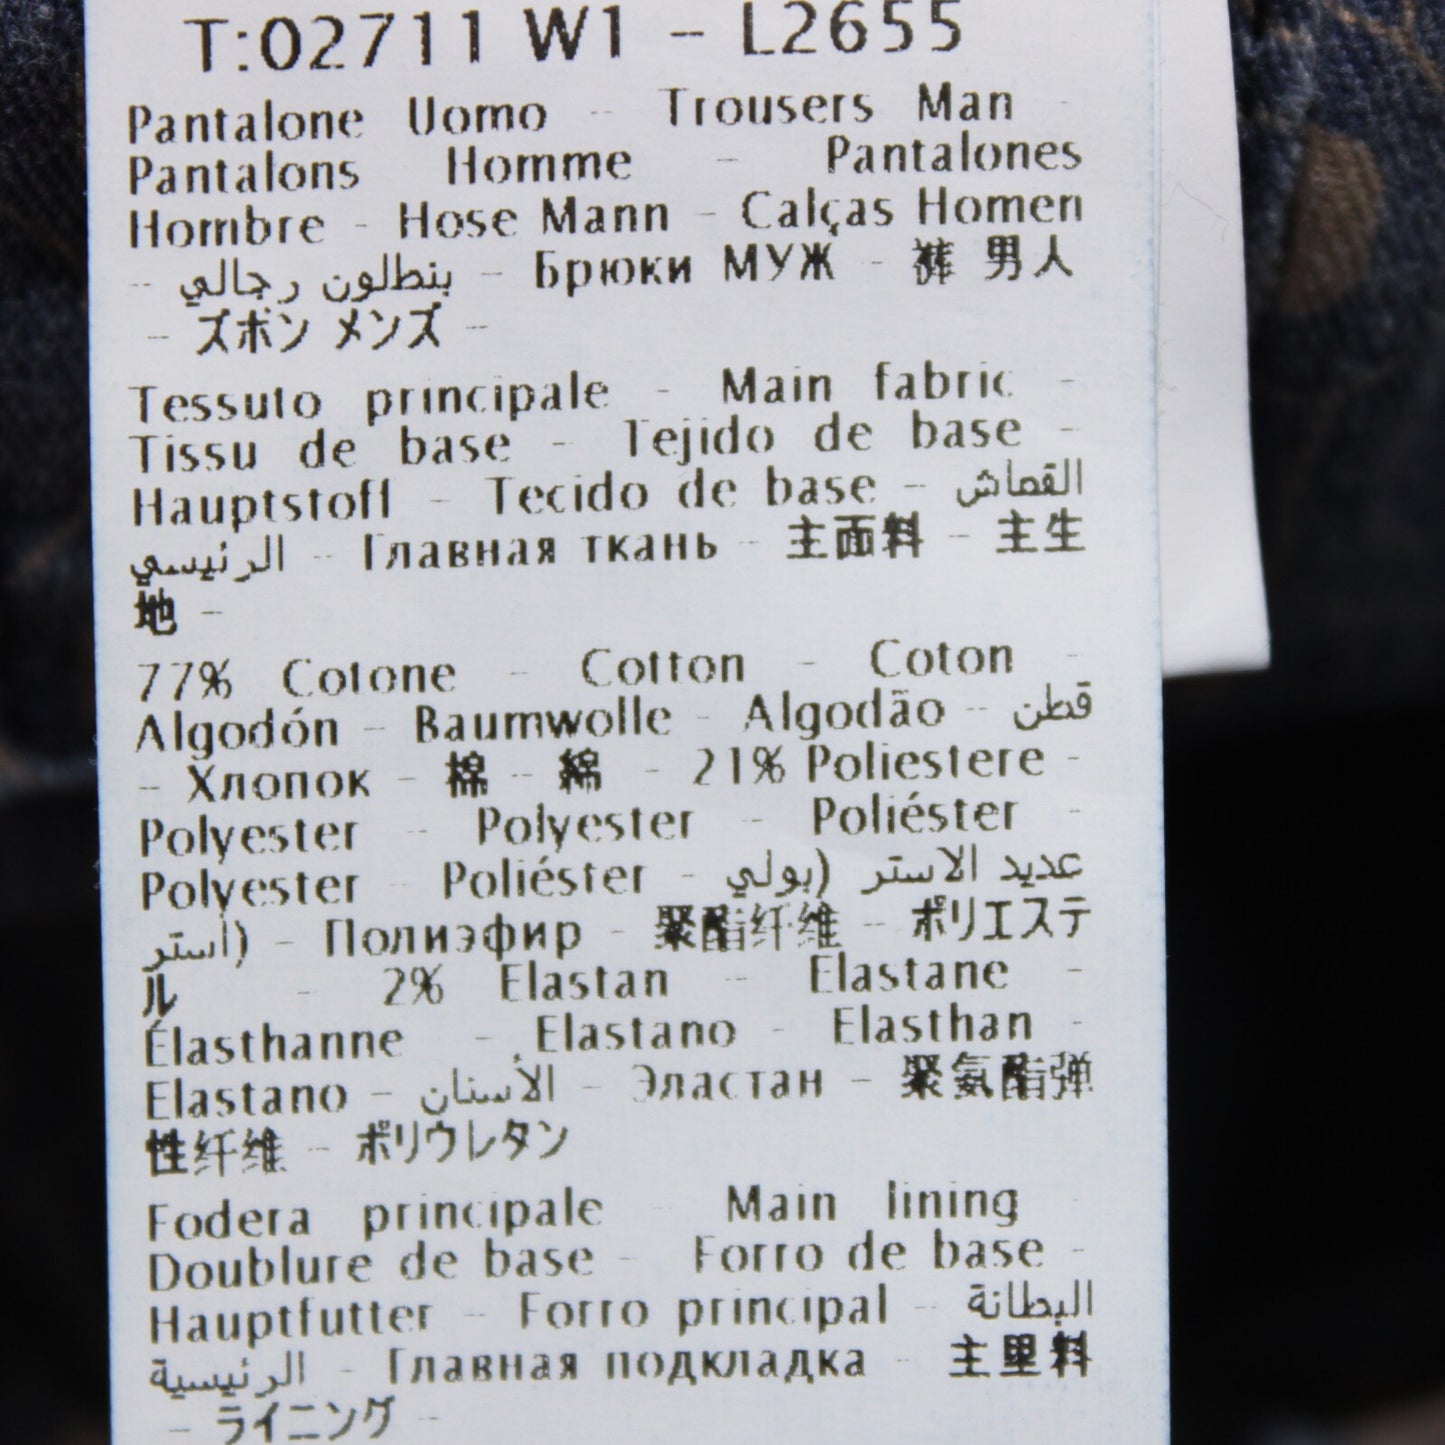 T:02711 W1 - L2655
Pantalone Uomo - Trousers Man -
Pantalons Homme - Pantalones
Hombre - Hose Mann - Calças Homen
- بنطلون رجالي - Брюки МУЖ - 裤 男人
- ズボン メンズ -
Tessuto principale - Main fabric -
Tissu de base - Tejido de base -
Hauptstoff - Tecido de base - القماش
الرئيسي - Главная ткань - 主面料 - 主生
地 -
77% Cotone - Cotton - Coton -
Algodón - Baumwolle - Algodão - قطن
- Хлопок - 棉 - 綿 - 21% Poliestere -
Polyester - Polyester - Poliéster -
Polyester - Poliéster - عديد الاستر (بولي
أستر) - Полиэфир - 聚酯纤维 - ポリエステ
ル - 2% Elastan - Elastane -
Élasthanne - Elastano - Elasthan -
Elastano - الأسنان - Эластан - 聚氨酯弹
性纤维 - ポリウレタン
Fodera principale - Main lining -
Doublure de base - Forro de base -
Hauptfutter - Forro principal - البطانة
الرئيسية - Главная подкладка - 主里料
- ライニング -